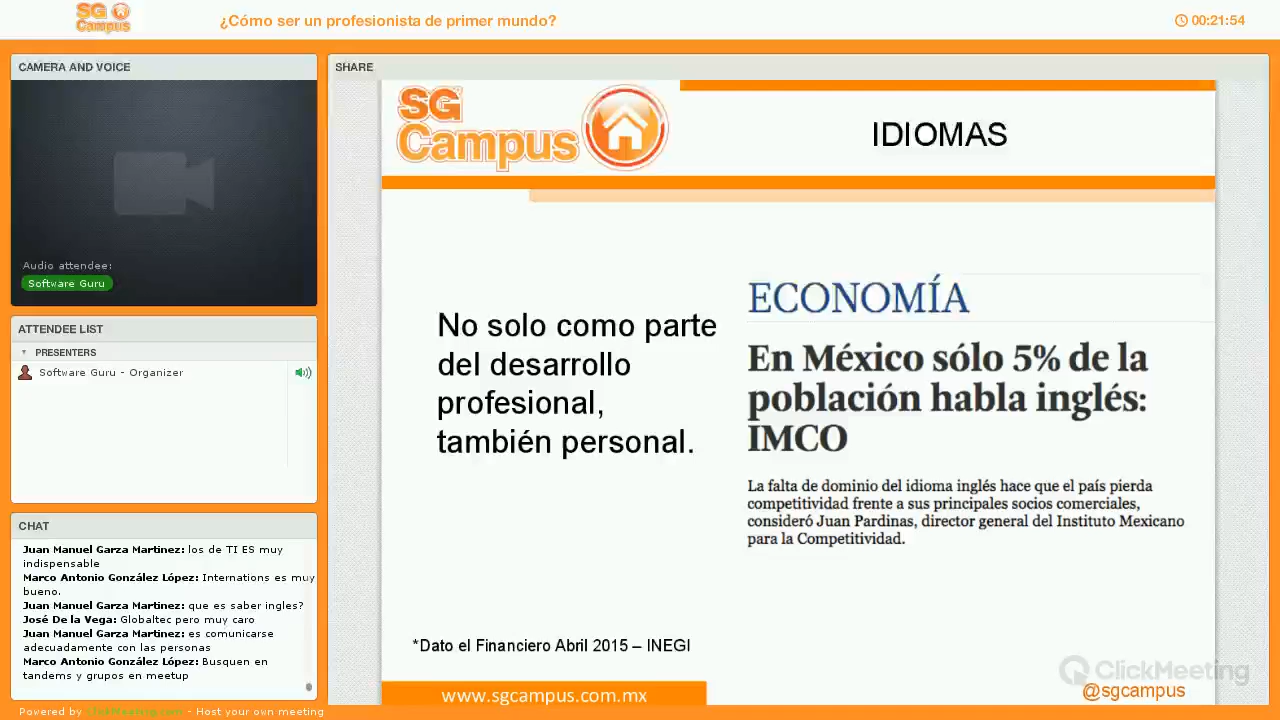 SG
Campus
¿Cómo ser un profesionista de primer mundo?
00:21:54
CAMERA AND VOICE
Audio attendee:
Software Guru
ATTENDEE LIST
PRESENTERS
Software Guru - Organizer
CHAT
Juan Manuel Garza Martinez: los de TI ES muy
indispensable
Marco Antonio González López: Internations es muy
bueno.
Juan Manuel Garza Martinez: que es saber ingles?
José De la Vega: Globaltec pero muy caro
Juan Manuel Garza Martinez: es comunicarse
adecuadamente con las personas
Marco Antonio González López: Busquen en
tandems y grupos en meetup
Powered by ClickMeeting.com - Host your own meeting
SHARE
SG
Campus
IDIOMAS
No solo como parte
del desarrollo
profesional,
también personal.
ECONOMÍA
En México sólo 5% de la
población habla inglés:
IMCO
La falta de dominio del idioma inglés hace que el país pierda
competitividad frente a sus principales socios comerciales,
consideró Juan Pardinas, director general del Instituto Mexicano
para la Competitividad.
*Dato el Financiero Abril 2015 – INEGI
www.sgcampus.com.mx
ClickMeeting
@sgcampus